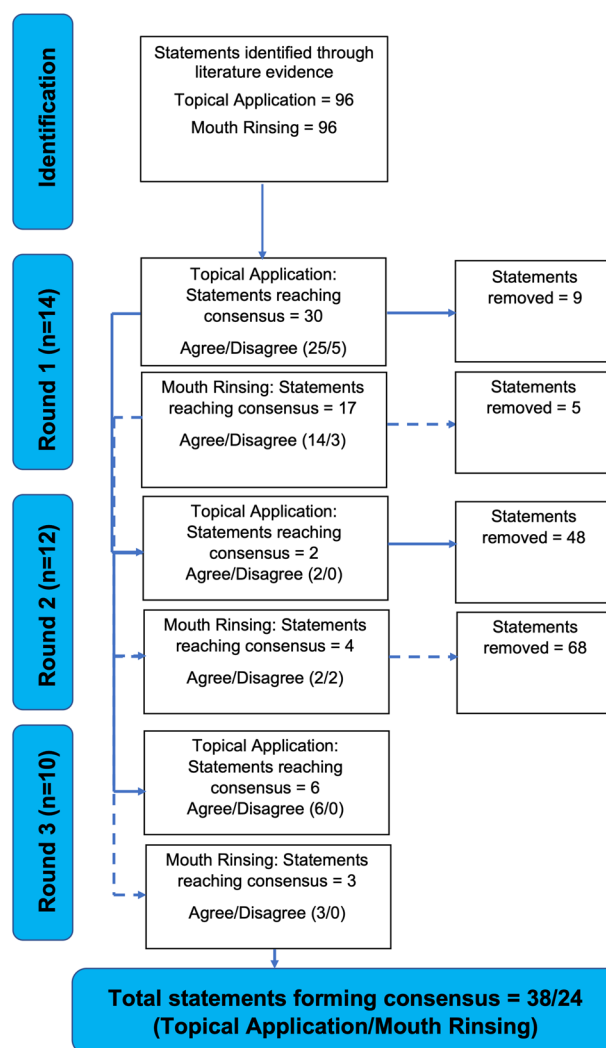 Identification
Statements identified through
literature evidence
Topical Application = 96
Mouth Rinsing = 96
Round 1 (n=14)
Topical Application:
Statements reaching
consensus = 30
Agree/Disagree (25/5)
Statements
removed = 9
Mouth Rinsing: Statements
reaching consensus = 17
Agree/Disagree (14/3)
Statements
removed = 5
Round 2 (n=12)
Topical Application:
Statements reaching
consensus = 2
Agree/Disagree (2/0)
Statements
removed = 48
Mouth Rinsing: Statements
reaching consensus = 4
Agree/Disagree (2/2)
Statements
removed = 68
Round 3 (n=10)
Topical Application:
Statements reaching
consensus = 6
Agree/Disagree (6/0)
Mouth Rinsing: Statements
reaching consensus = 3
Agree/Disagree (3/0)
Total statements forming consensus = 38/24
(Topical Application/Mouth Rinsing)